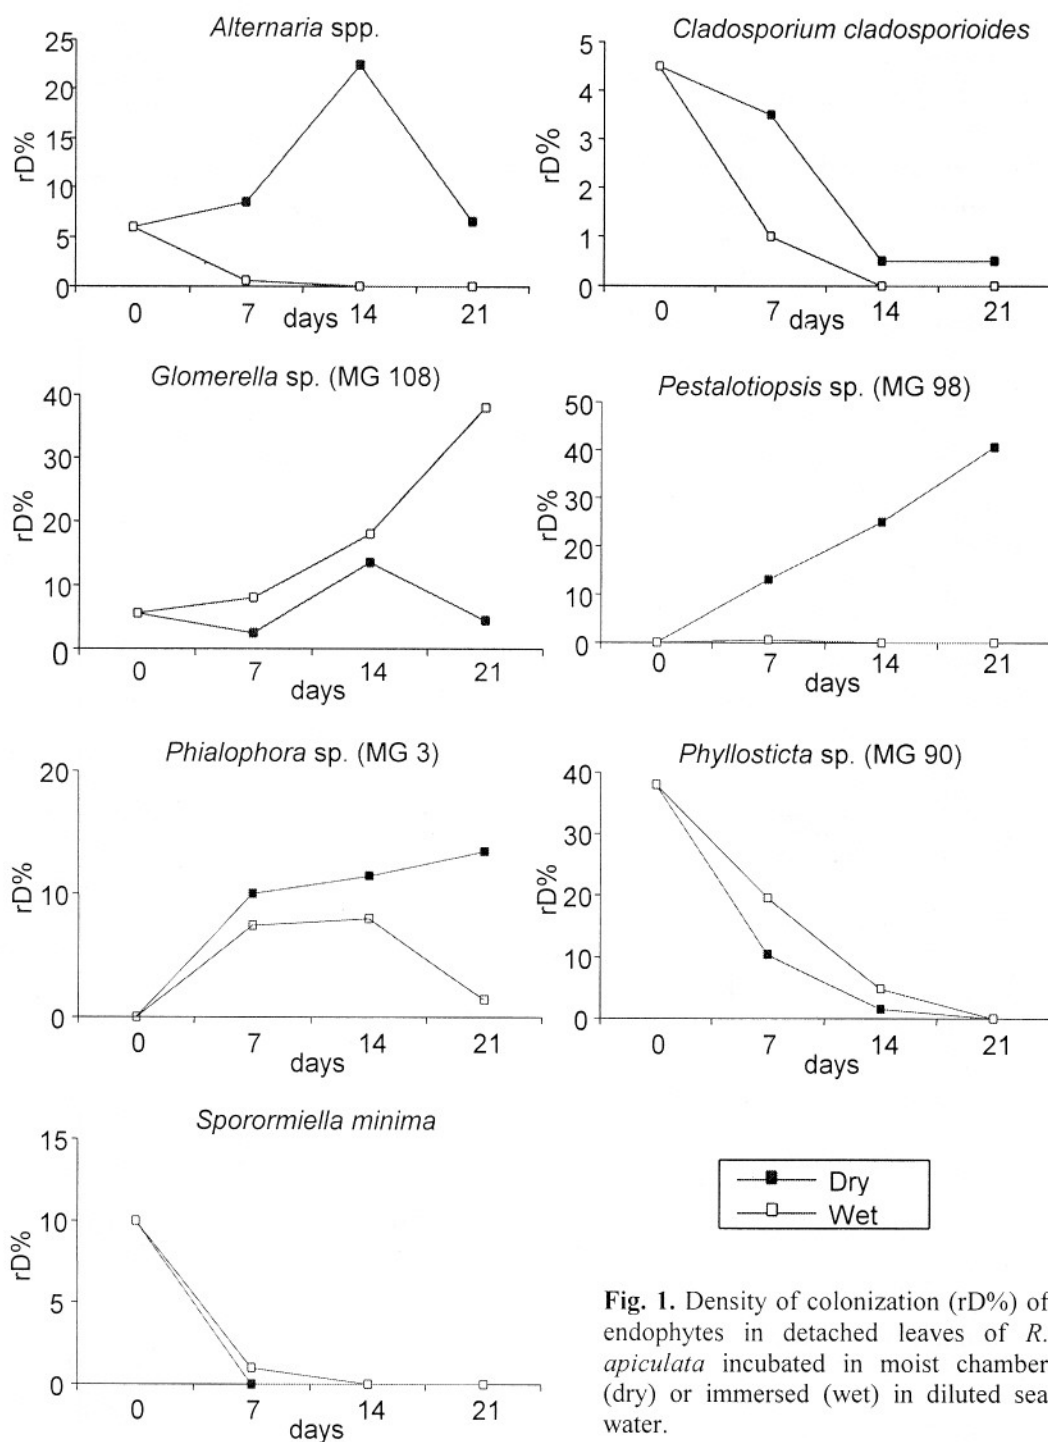 Alternaria spp.
25
20
15
10
5
0
rD%
0 7 14 21
days
Cladosporium cladosporioides
5
4
3
2
1
0
rD%
0 7 14 21
days
Glomerella sp. (MG 108)
40
30
20
10
0
rD%
0 7 14 21
days
Pestalotiopsis sp. (MG 98)
50
40
30
20
10
0
rD%
0 7 14 21
days
Phialophora sp. (MG 3)
20
10
0
rD%
0 7 14 21
days
Phyllosticta sp. (MG 90)
40
30
20
10
0
rD%
0 7 14 21
days
Sporormiella minima
15
10
5
0
rD%
0 7 14 21
days
Dry
Wet
Fig. 1. Density of colonization (rD%) of
endophytes in detached leaves of R.
apiculata incubated in moist chamber
(dry) or immersed (wet) in diluted sea
water.